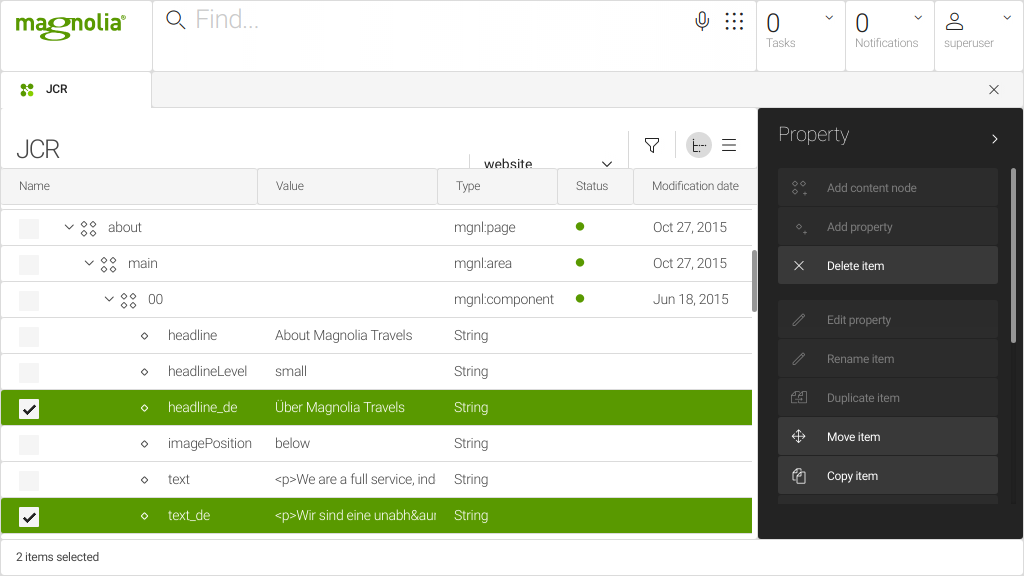 magnolia®
Find...
0
Tasks
0
Notifications
superuser
JCR
JCR
website
Name Value Type Status Modification date
about mgnl:page Oct 27, 2015
main mgnl:area Oct 27, 2015
00 mgnl:component Jun 18, 2015
headline About Magnolia Travels String
headlineLevel small String
headline_de Über Magnolia Travels String
imagePosition below String
text <p>We are a full service, ind String
text_de <p>Wir sind eine unabh&aur String
2 items selected
Property
Add content node
Add property
Delete item
Edit property
Rename item
Duplicate item
Move item
Copy item